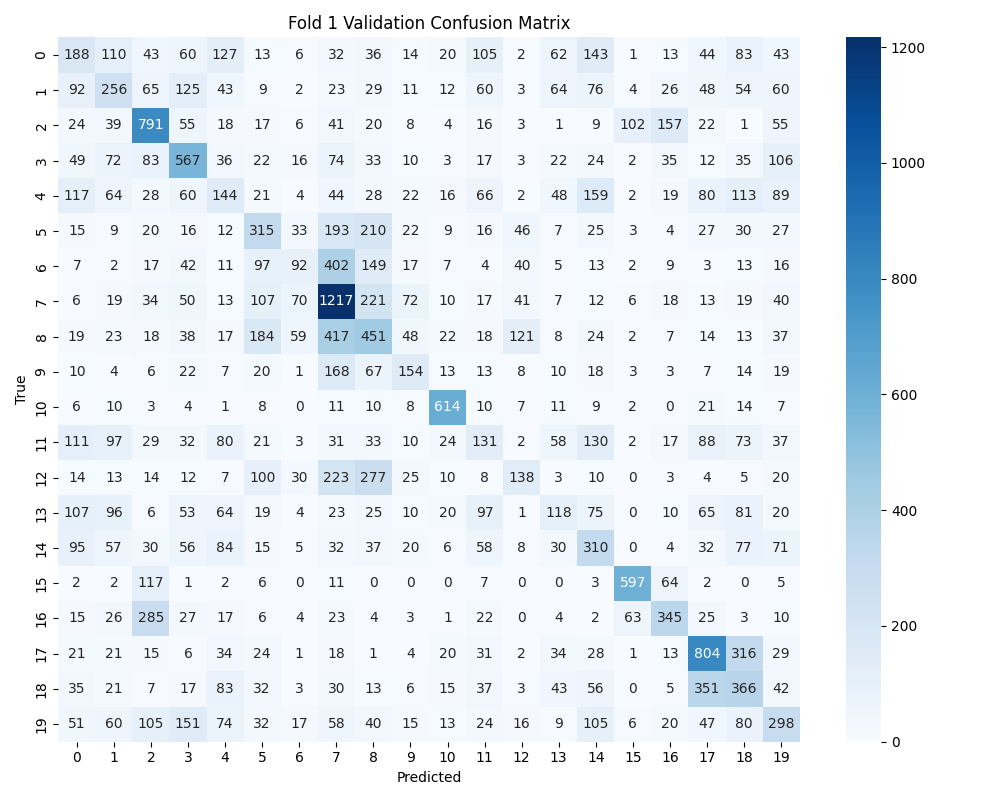 Fold 1 Validation Confusion Matrix
0 188 110 43 60 127 13 6 32 36 14 20 105 2 62 143 1 13 44 83 43
1 92 256 65 125 43 9 2 23 29 11 12 60 3 64 76 4 26 48 54 60
2 24 39 791 55 18 17 6 41 20 8 4 16 3 1 9 102 157 22 1 55
3 49 72 83 567 36 22 16 74 33 10 3 17 3 22 24 2 35 12 35 106
4 117 64 28 60 144 21 4 44 28 22 16 66 2 48 159 2 19 80 113 89
5 15 9 20 16 12 315 33 193 210 22 9 16 46 7 25 3 4 27 30 27
6 7 2 17 42 11 97 92 402 149 17 7 4 40 5 13 2 9 3 13 16
7 6 19 34 50 13 107 70 1217 221 72 10 17 41 7 12 6 18 13 19 40
8 19 23 18 38 17 184 59 417 451 48 22 18 121 8 24 2 7 14 13 37
9 10 4 6 22 7 20 1 168 67 154 13 13 8 10 18 3 3 7 14 19
10 6 10 3 4 1 8 0 11 10 8 614 10 7 11 9 2 0 21 14 7
11 111 97 29 32 80 21 3 31 33 10 24 131 2 58 130 2 17 88 73 37
12 14 13 14 12 7 100 30 223 277 25 10 8 138 3 10 0 3 4 5 20
13 107 96 6 53 64 19 4 23 25 10 20 97 1 118 75 0 10 65 81 20
14 95 57 30 56 84 15 5 32 37 20 6 58 8 30 310 0 4 32 77 71
15 2 2 117 1 2 6 0 11 0 0 0 7 0 0 3 597 64 2 0 5
16 15 26 285 27 17 6 4 23 4 3 1 22 0 4 2 63 345 25 3 10
17 21 21 15 6 34 24 1 18 1 4 20 31 2 34 28 1 13 804 316 29
18 35 21 7 17 83 32 3 30 13 6 15 37 3 43 56 0 5 351 366 42
19 51 60 105 151 74 32 17 58 40 15 13 24 16 9 105 6 20 47 80 298
0 1 2 3 4 5 6 7 8 9 10 11 12 13 14 15 16 17 18 19
Predicted
True
1200
1000
800
600
400
200
0